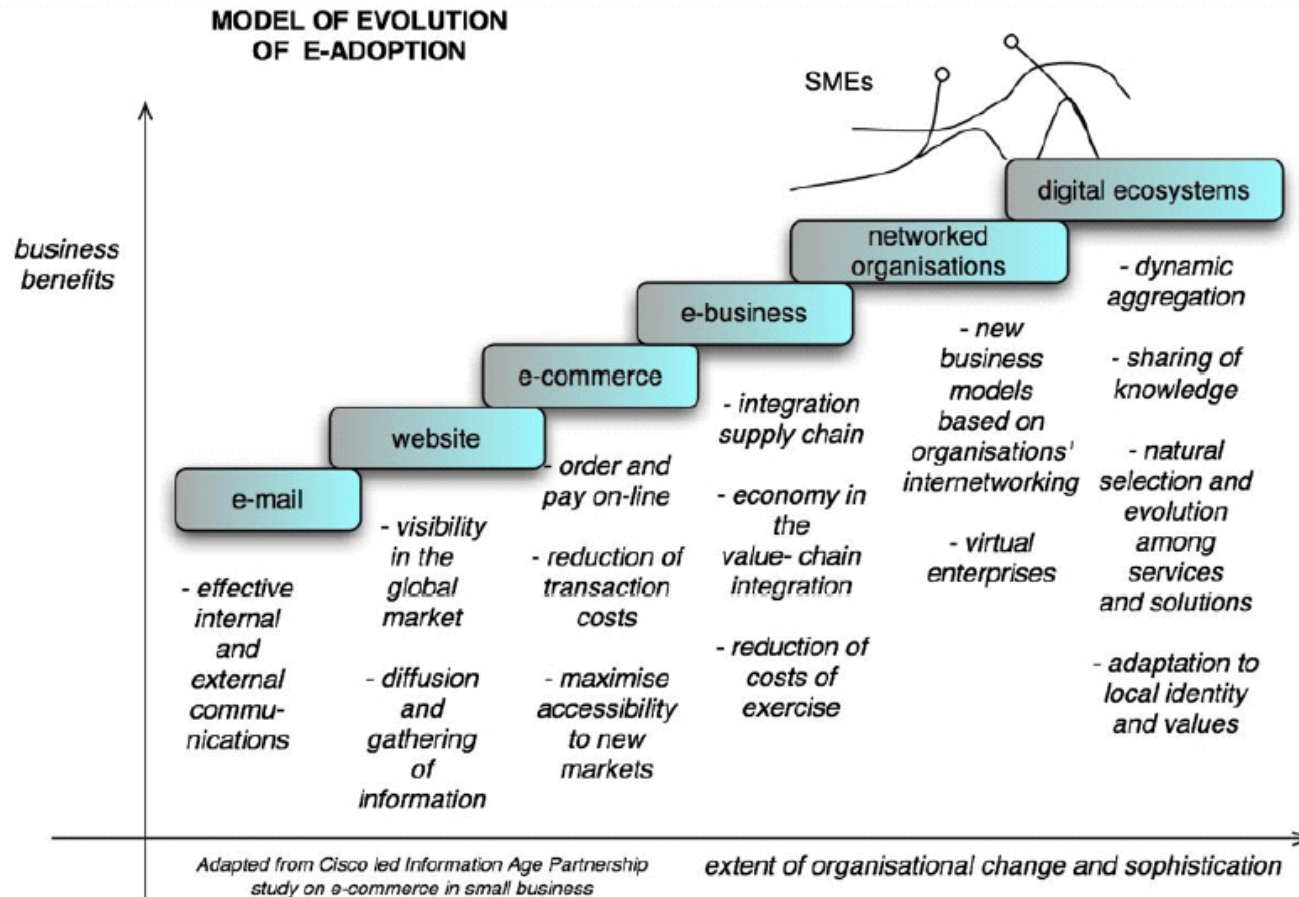 MODEL OF EVOLUTION
OF E-ADOPTION
SMEs
business
benefits
digital ecosystems
networked
organisations
e-business
e-commerce
website
e-mail
- effective
internal
and
external
commu-
nications
- visibility
in the
global
market
- diffusion
and
gathering
of
information
- order and
pay on-line
- reduction of
transaction
costs
- maximise
accessibility
to new
markets
- integration
supply chain
- economy in
the
value- chain
integration
- reduction of
costs of
exercise
- new
business
models
based on
organisations'
internetworking
- virtual
enterprises
- dynamic
aggregation
- sharing of
knowledge
- natural
selection and
evolution
among
services
and solutions
- adaptation to
local identity
and values
Adapted from Cisco led Information Age Partnership
study on e-commerce in small business
extent of organisational change and sophistication